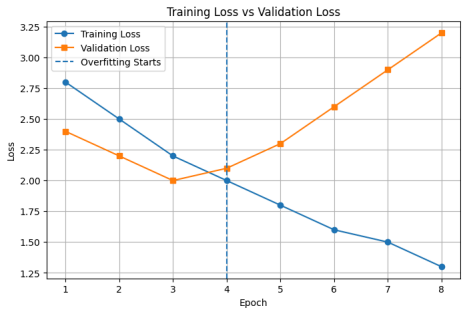 Training Loss vs Validation Loss
Training Loss
Validation Loss
Overfitting Starts
Loss
3.25
3.00
2.75
2.50
2.25
2.00
1.75
1.50
1.25
1 2 3 4 5 6 7 8
Epoch